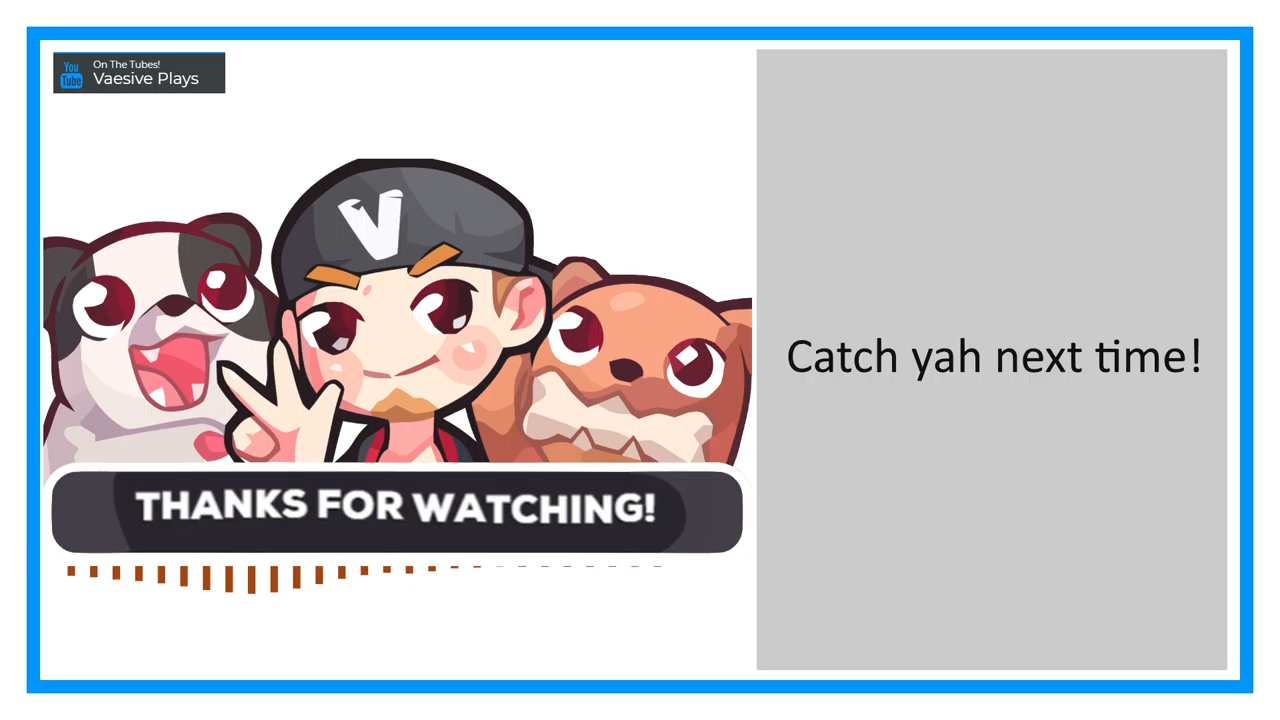 You
Tube
On The Tubes!
Vaesive Plays
V
THANKS FOR WATCHING!
Catch yah next time!